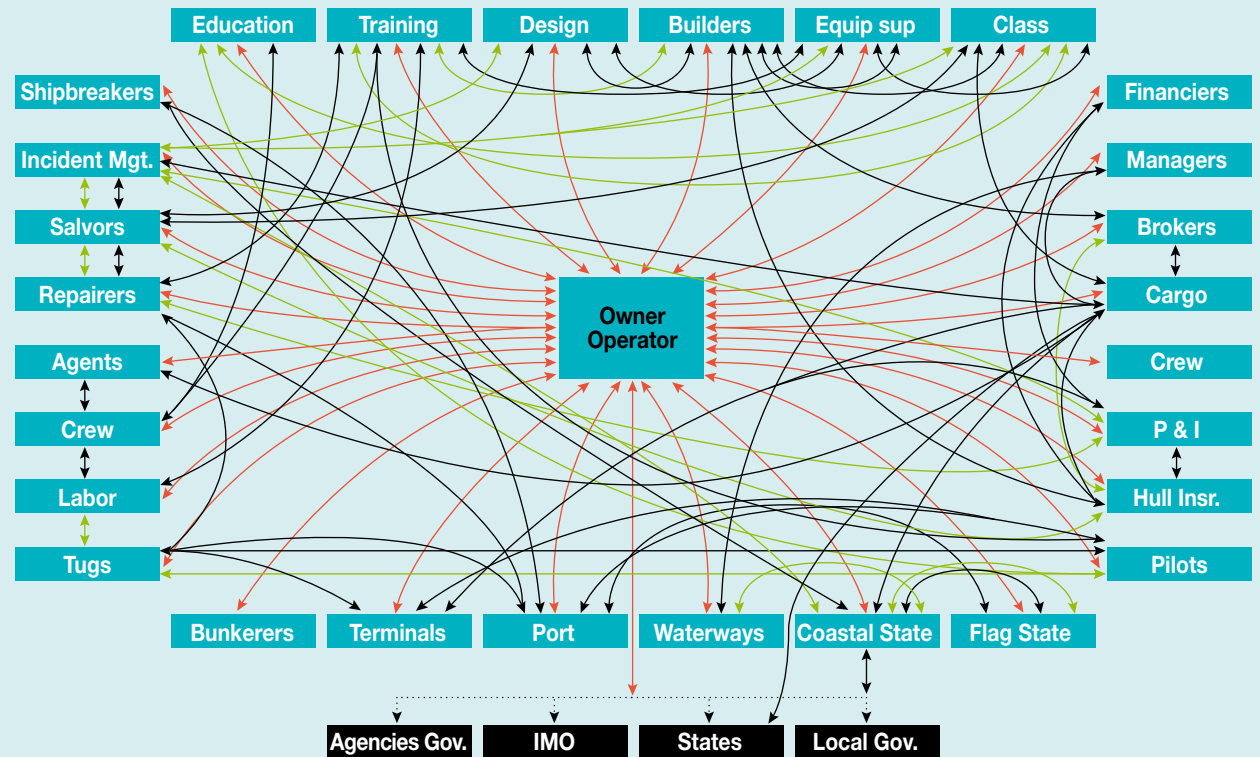 Education
Training
Design
Builders
Equip sup
Class
Shipbreakers
Incident Mgt.
Salvors
Repairers
Agents
Crew
Labor
Tugs
Owner
Operator
Financiers
Managers
Brokers
Cargo
Crew
P & I
Hull Insr.
Pilots
Bunkerers
Terminals
Port
Waterways
Coastal State
Flag State
Agencies Gov.
IMO
States
Local Gov.